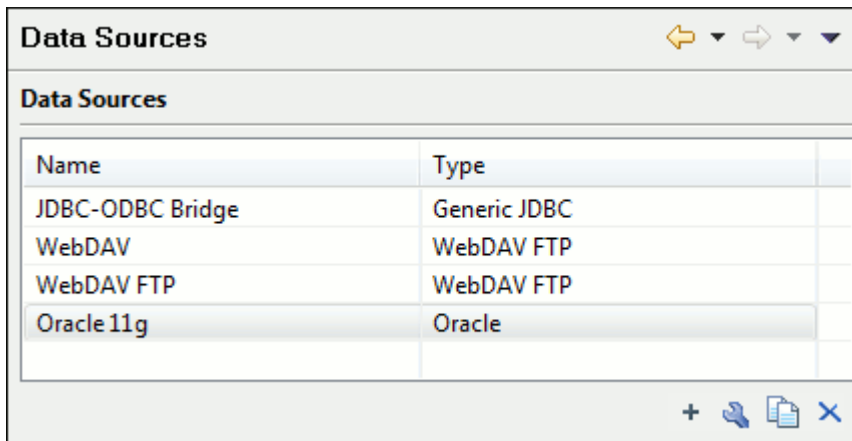 Data Sources
Data Sources
Name Type
JDBC-ODBC Bridge Generic JDBC
WebDAV WebDAV FTP
WebDAV FTP WebDAV FTP
Oracle 11g Oracle